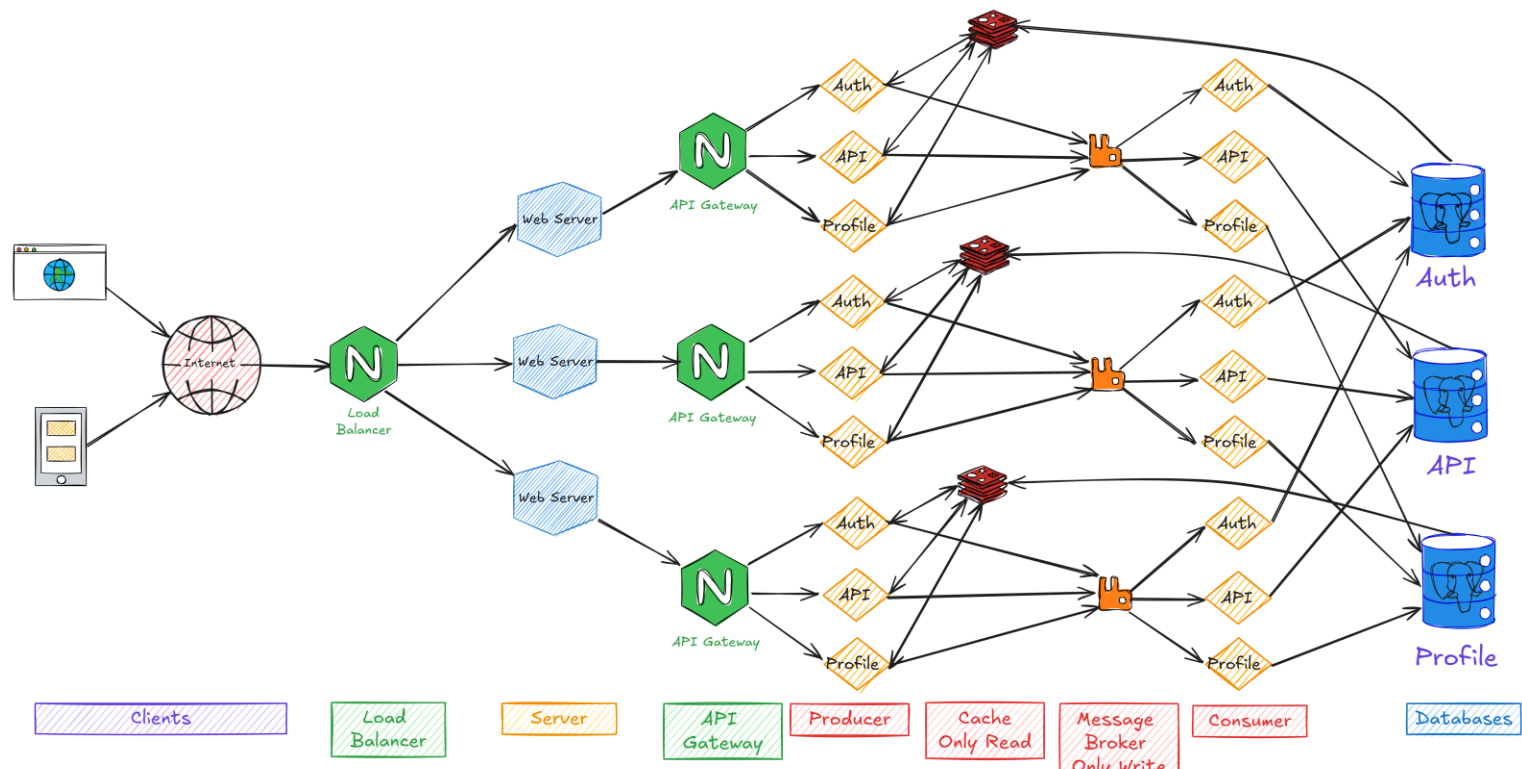 Auth
API
Profile
Auth
API
Profile
API Gateway
Web Server
Auth
Auth
API
Profile
Auth
API
Profile
API Gateway
Web Server
Internet
Load
Balancer
API
Web Server
Auth
API
Profile
Auth
API
Profile
API Gateway
Profile
Clients
Load
Balancer
Server
API
Gateway
Producer
Cache
Only Read
Message
Broker
Only Write
Consumer
Databases